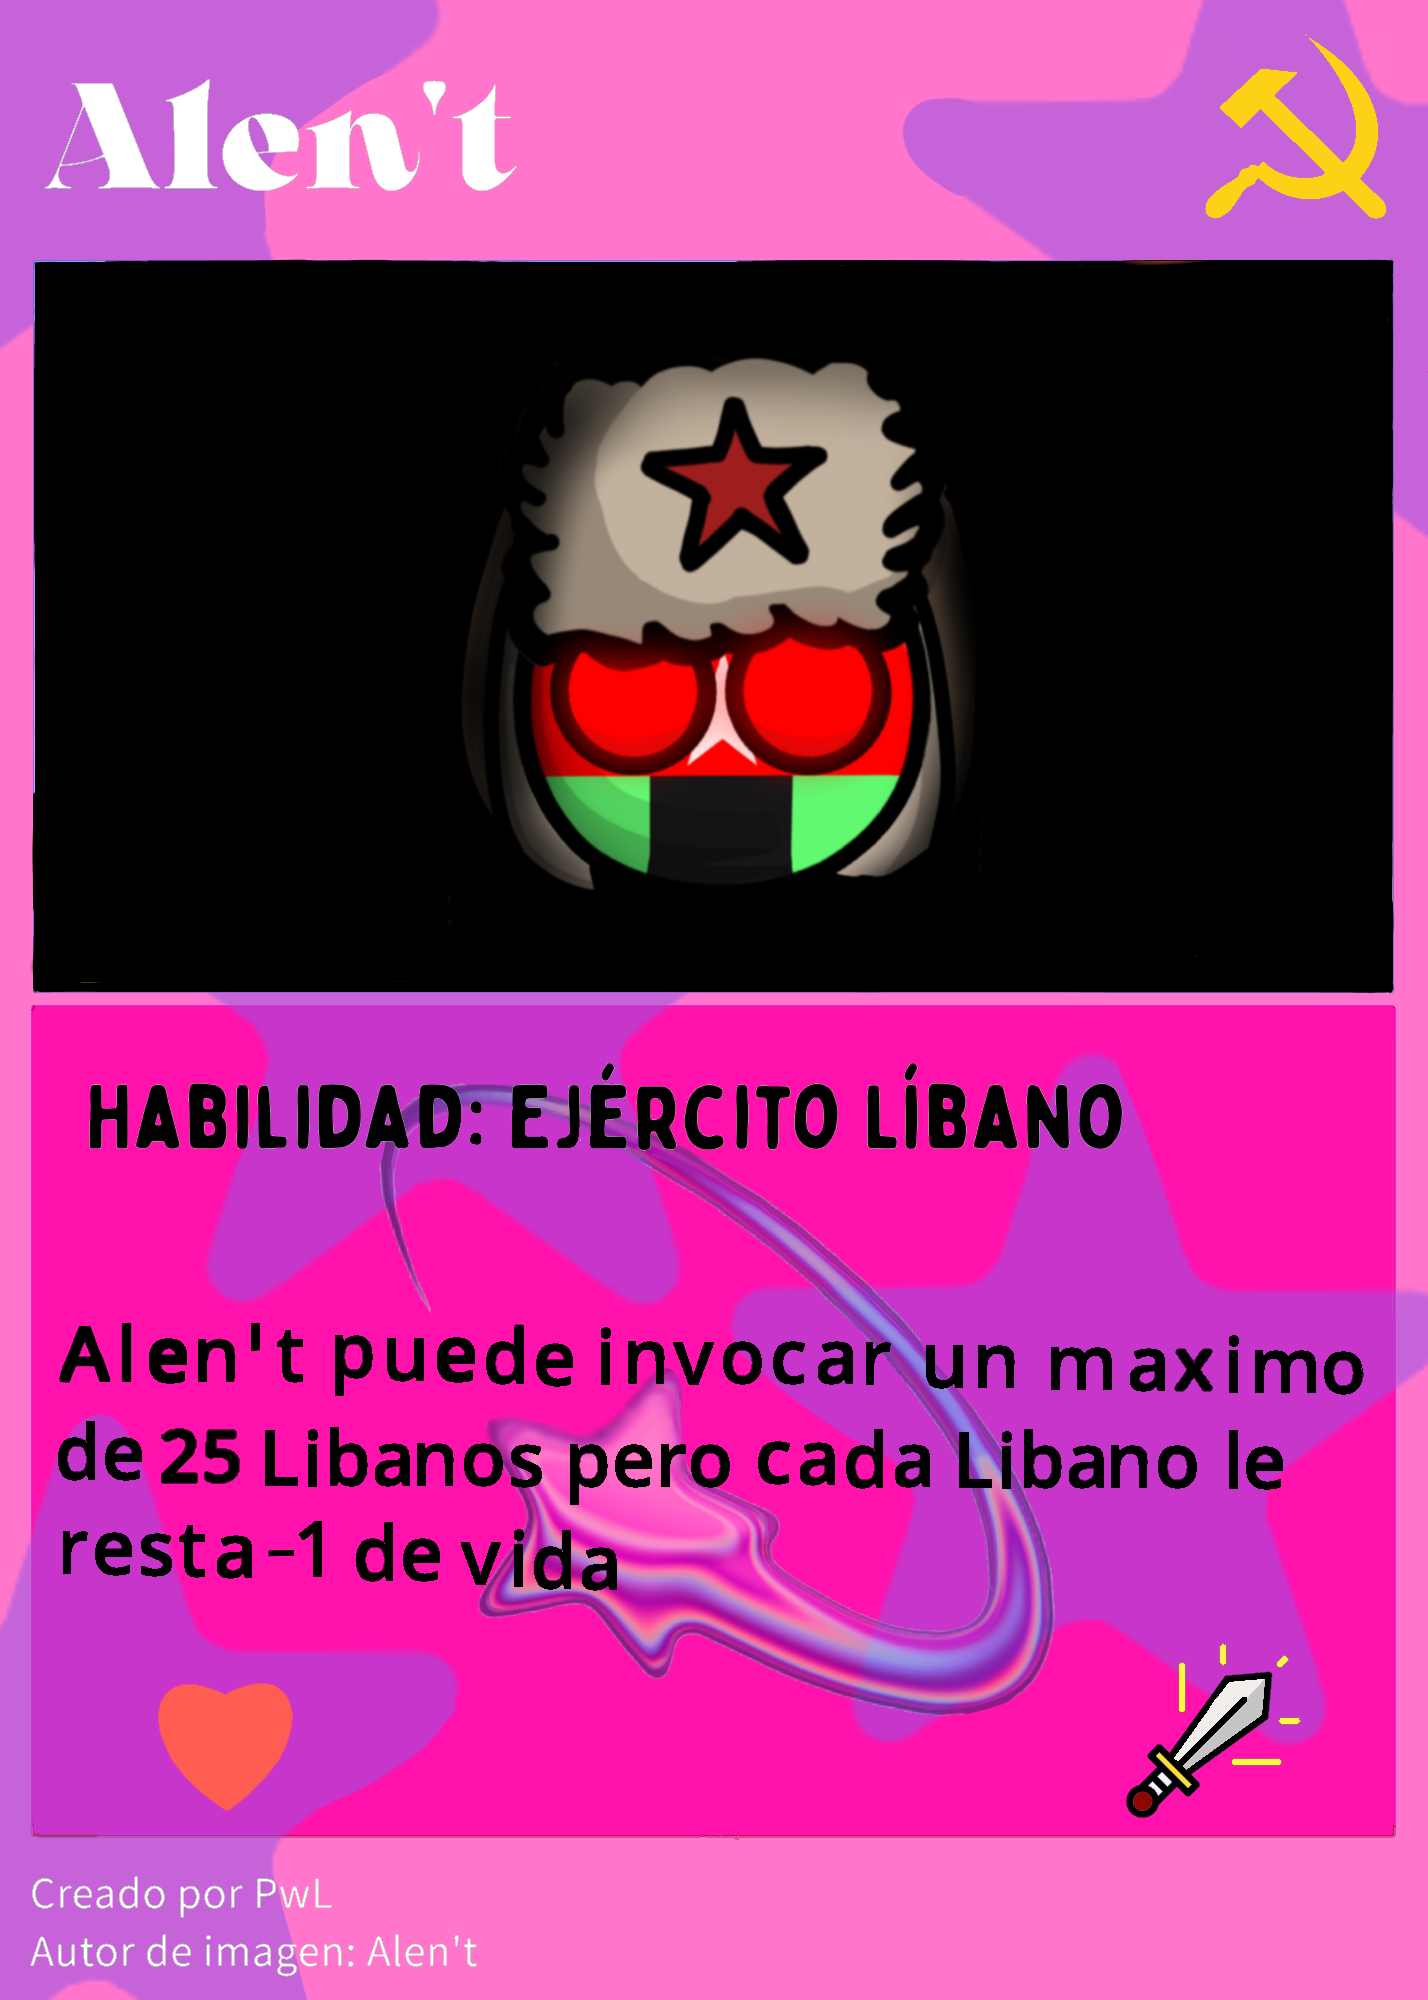 Alen't
HABILIDAD: EJÉRCITO LÍBANO
Alen't puede invocar un maximo
de 25 Libanos pero cada Libano le
resta-1 de vida
Creado por PwL
Autor de imagen: Alen't